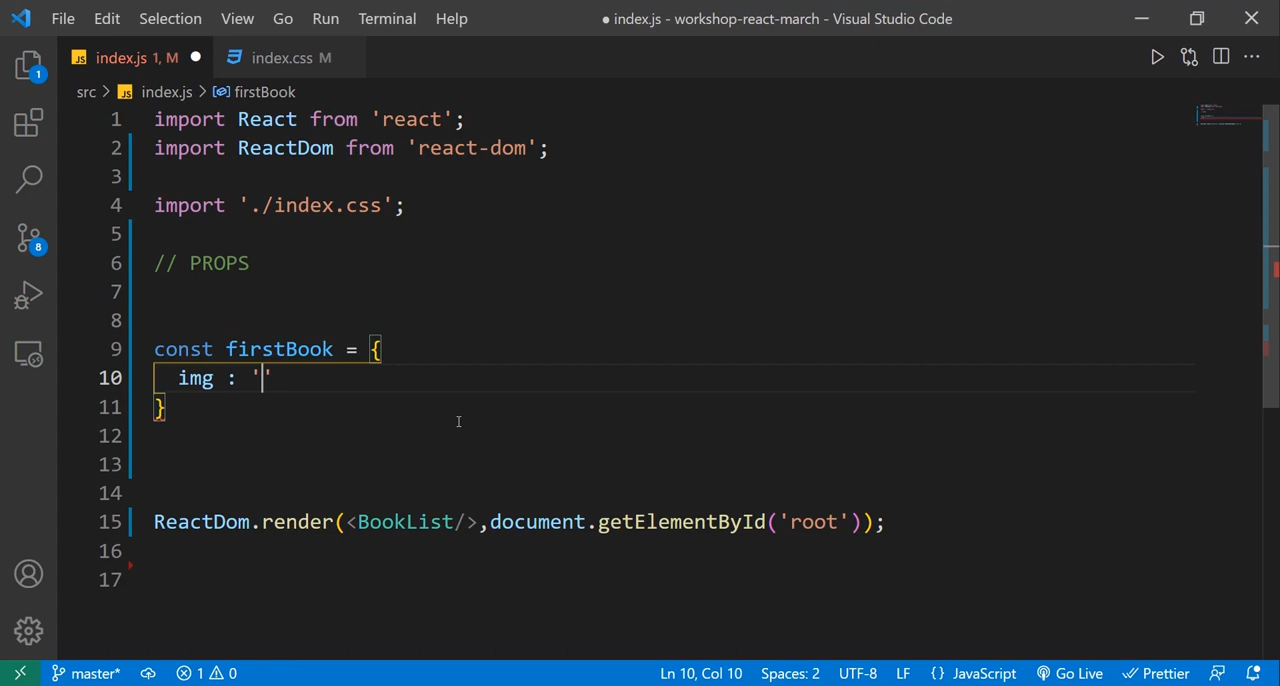 File Edit Selection View Go Run Terminal Help ● index.js - workshop-react-march - Visual Studio Code
JS index.js 1, M ● index.css M
src > JS index.js > firstBook
1 import React from 'react';
2 import ReactDom from 'react-dom';
3
4 import './index.css';
5
6 // PROPS
7
8
9 const firstBook = {
10 img : ''
11 }
12
13
14
15 ReactDom.render(<BookList/>,document.getElementById('root'));
16
17
1
8
master* 1 0 Ln 10, Col 10 Spaces: 2 UTF-8 LF {} JavaScript Go Live Prettier